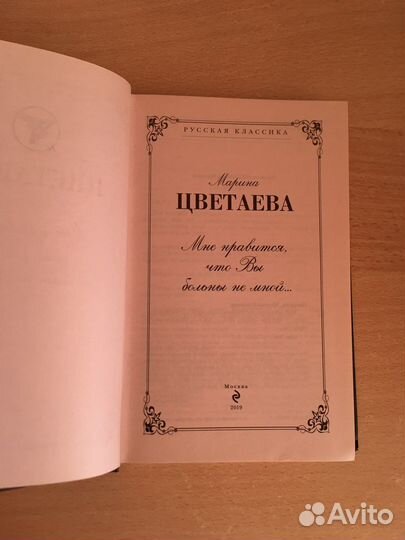 РУССКАЯ КЛАССИКА
Марина
ЦВЕТАЕВА
Мне нравится,
что Вы
больны не мной...
Москва
2019
Avito